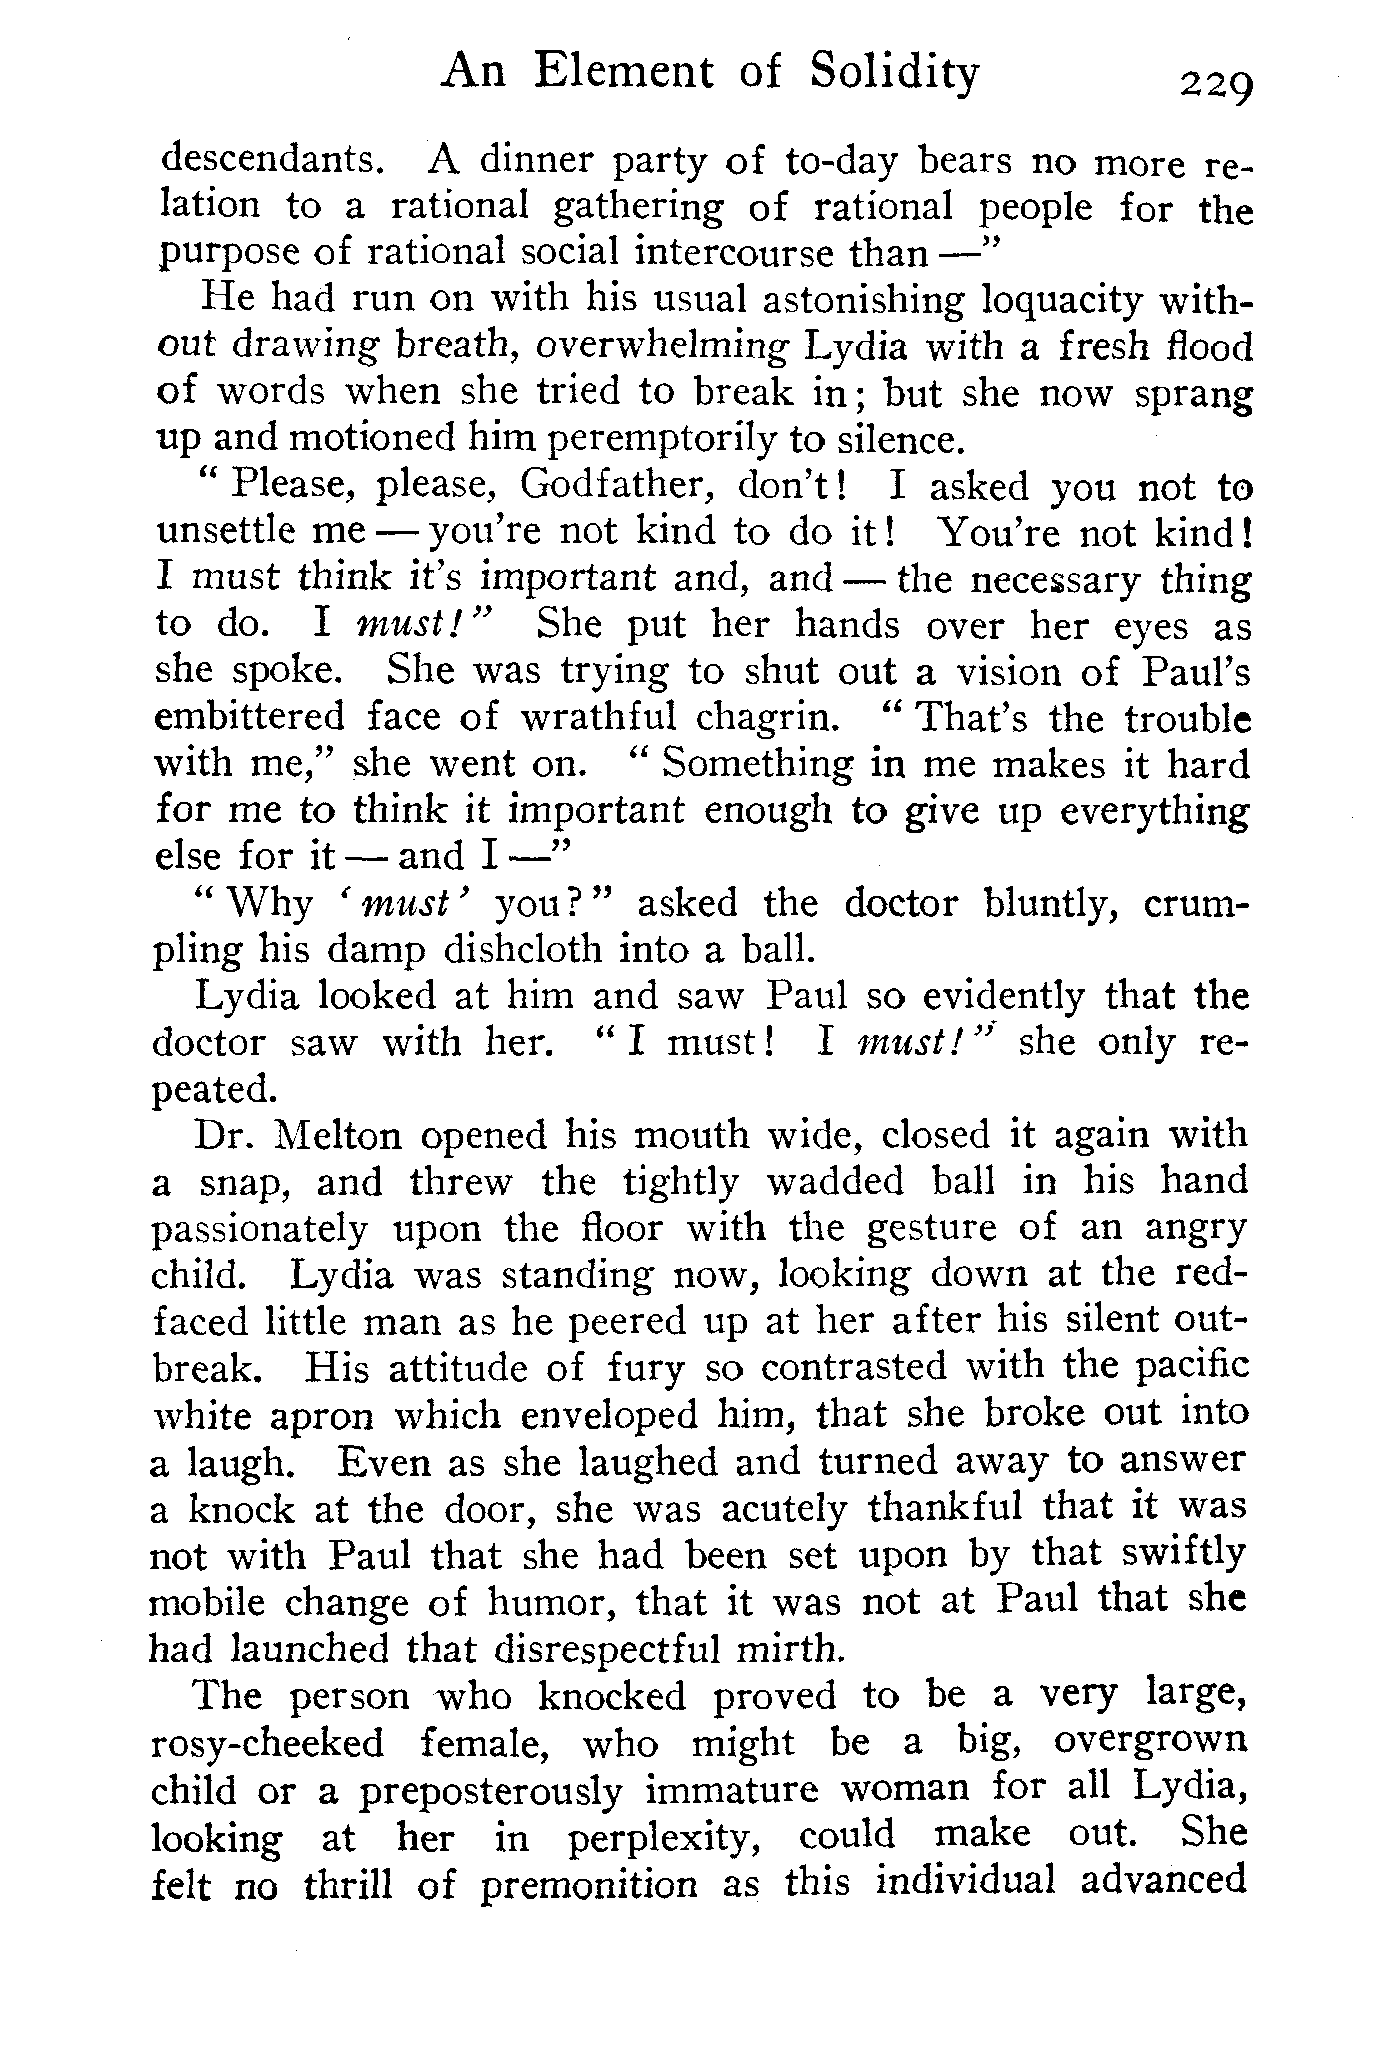 An Element of Solidity 229
descendants. A dinner party of to-day bears no more re-
lation to a rational gathering of rational people for the
purpose of rational social intercourse than —”
He had run on with his usual astonishing loquacity with-
out drawing breath, overwhelming Lydia with a fresh flood
of words when she tried to break in; but she now sprang
up and motioned him peremptorily to silence.
“ Please, please, Godfather, don’t! I asked you not to
unsettle me — you’re not kind to do it! You’re not kind!
I must think it’s important and, and — the necessary thing
to do. I must!” She put her hands over her eyes as
she spoke. She was trying to shut out a vision of Paul’s
embittered face of wrathful chagrin. “ That’s the trouble
with me,” she went on. “ Something in me makes it hard
for me to think it important enough to give up everything
else for it — and I —”
“ Why ‘ must’ you?” asked the doctor bluntly, crum-
pling his damp dishcloth into a ball.
Lydia looked at him and saw Paul so evidently that the
doctor saw with her. “ I must! I must!” she only re-
peated.
Dr. Melton opened his mouth wide, closed it again with
a snap, and threw the tightly wadded ball in his hand
passionately upon the floor with the gesture of an angry
child. Lydia was standing now, looking down at the red-
faced little man as he peered up at her after his silent out-
break. His attitude of fury so contrasted with the pacific
white apron which enveloped him, that she broke out into
a laugh. Even as she laughed and turned away to answer
a knock at the door, she was acutely thankful that it was
not with Paul that she had been set upon by that swiftly
mobile change of humor, that it was not at Paul that she
had launched that disrespectful mirth.
The person who knocked proved to be a very large,
rosy-cheeked female, who might be a big, overgrown
child or a preposterously immature woman for all Lydia,
looking at her in perplexity, could make out. She
felt no thrill of premonition as this individual advanced